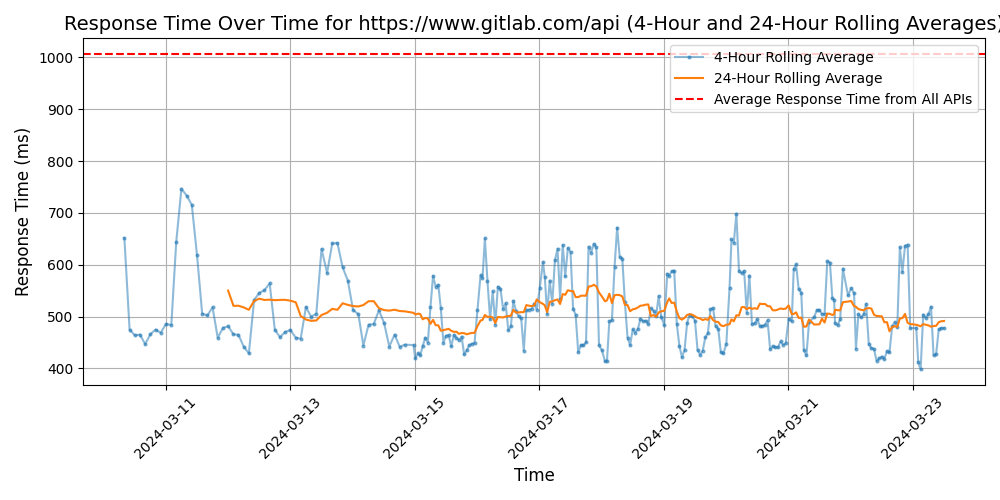 Response Time Over Time for https://www.gitlab.com/api (4-Hour and 24-Hour Rolling Averages)
4-Hour Rolling Average
24-Hour Rolling Average
Average Response Time from All APIs
Response Time (ms)
1000
900
800
700
600
500
400
2024-03-11
2024-03-13
2024-03-15
2024-03-17
2024-03-19
2024-03-21
2024-03-23
Time